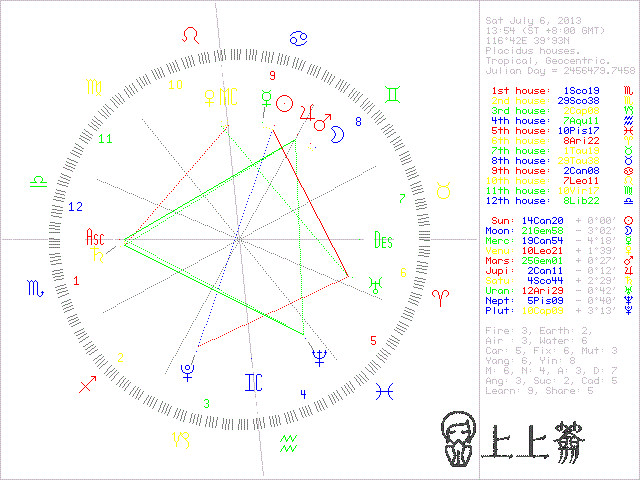 Sat July 6, 2013
13:54 (ST +8:00 GMT)
116°42E 39°93N
Placidus houses.
Tropical, Geocentric.
Julian Day = 2456479.7458
1st house: 1Sco19 ♏
2nd house: 29Sco38 ♏
3rd house: 2Cap08 ♑
4th house: 7Aqu11 ♒
5th house: 10Pis17 ♓
6th house: 8Ari22 ♈
7th house: 1Tau19 ♉
8th house: 29Tau38 ♉
9th house: 2Can08 ♋
10th house: 7Leo11 ♌
11th house: 10Vir17 ♍
12th house: 8Lib22 ♎
Sun: 14Can20 + 0°00' ☉
Moon: 21Gem58 - 3°02' ☽
Merc: 19Can54 - 4°18' ☿
Venu: 10Leo21 + 1°39' ♀
Mars: 25Gem01 + 0°27' ♂
Jupi: 2Can11 - 0°12' ♃
Satu: 4Sco44 + 2°29' ♄
Uran: 12Ari29 - 0°42' ♅
Nept: 5Pis09 - 0°40' ♆
Plut: 10Cap09 + 3°13'
Fire: 3, Earth: 2,
Air : 3, Water: 6
Car: 5, Fix: 6, Mut: 3
Yang: 6, Yin: 8
M: 6, N: 4, A: 3, D: 7
Ang: 3, Suc: 2, Cad: 5
Learn: 9, Share: 5
♌ ♋
♍ 10 9 ♊
♀ MC ☿ ☉ ♃ ♂ ☽ 8
11
♎ 7 ♉
12
Asc Des
♄
♏ 1 ♅ 6 ♈
5
2 ♆
♐ IC 4 ♓
3
♑ ♒
上上